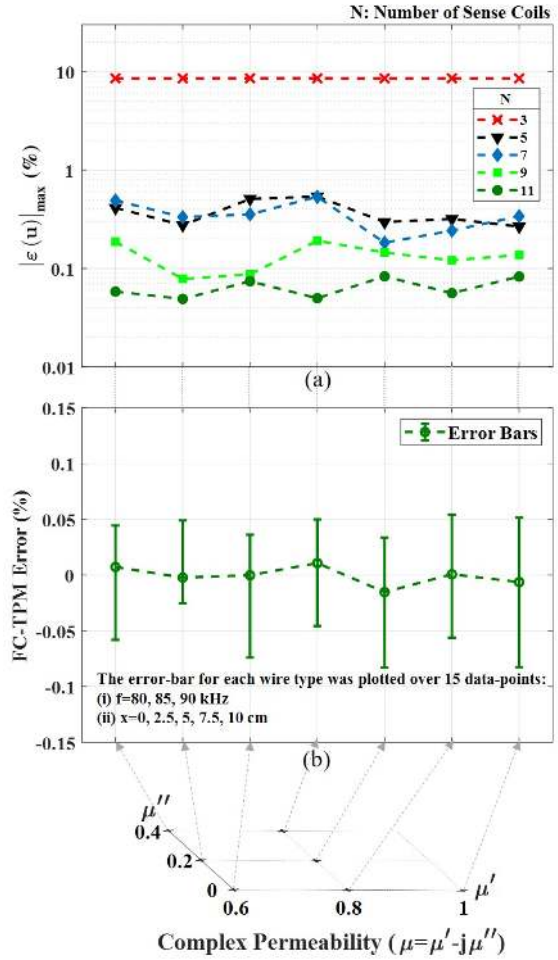 N: Number of Sense Coils
10
1
0.1
0.01
|ε (u)|max (%)
N
3
5
7
9
11
(a)
0.15
0.1
0.05
0
-0.05
-0.1
-0.15
FC-TPM Error (%)
Error Bars
The error-bar for each wire type was plotted over 15 data-points:
(i) f=80, 85, 90 kHz
(ii) x=0, 2.5, 5, 7.5, 10 cm
(b)
μ′′
0.4
0.2
0
μ′
0.6 0.8 1
Complex Permeability (μ=μ′-jμ′′)